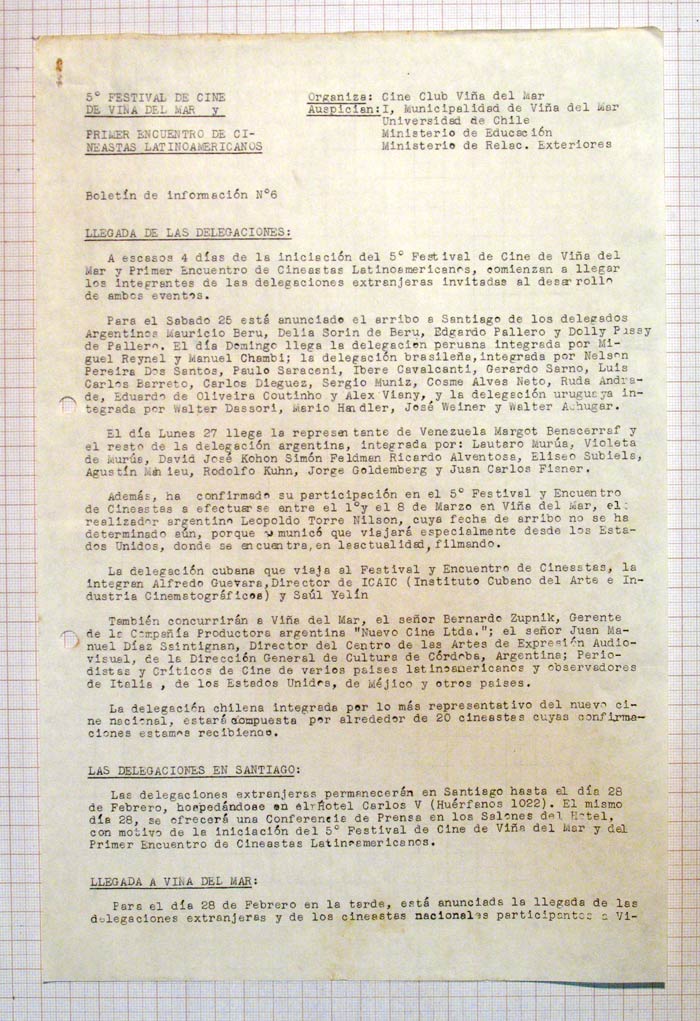 5° FESTIVAL DE CINE
DE VIÑA DEL MAR y
PRIMER ENCUENTRO DE CI-
NEASTAS LATINOAMERICANOS
Organiza: Cine Club Viña del Mar
Auspician:I, Municipalidad de Viña del Mar
Universidad de Chile
Ministerio de Educación
Ministerio de Relac. Exteriores
Boletín de información N°6
LLEGADA DE LAS DELEGACIONES:
A escasos 4 días de la iniciación del 5° Festival de Cine de Viña del
Mar y Primer Encuentro de Cineastas Latinoamericanos, comienzan a llegar
los integrantes de las delegaciones extranjeras invitadas al desarrollo
de ambos eventos.
Para el Sabado 25 está anunciado el arribo a Santiago de los delegados
Argentinos Mauricio Beru, Delia Sorin de Beru, Edgardo Pallero y Dolly Pussy
de Pallero. El día Domingo llega la delegacion peruana integrada por Mi-
guel Reynel y Manuel Chambi; la delegación brasileña,integrada por Nelson
Pereira Dos Santos, Paulo Saraceni, Ibere Cavalcanti, Gerardo Sarno, Luis
Carlos Barreto, Carlos Dieguez, Sergio Muniz, Cosme Alves Neto, Ruda Andra-
de, Eduardo de Oliveira Coutinho y Alex Viany, y la delegación uruguaya in-
tegrada por Walter Dassori, Mario Handler, José Weiner y Walter Achugar.
El día Lunes 27 llege la representante de Venezuela Margot Benacerraf y
el resto de la delegación argentina, integrada por: Lautaro Murúa, Violeta
de Murúa, David José Kohon Simón Feldman Ricardo Alventosa, Eliseo Subiela,
Agustín Mahieu, Rodolfo Kuhn, Jorge Goldemberg y Juan Carlos Fisner.
Además, ha confirmado su participación en el 5° Festival y Encuentro
de Cineastas a efectuarse entre el 1°y el 8 de Marzo en Viña del Mar, el
realizador argentino Leopoldo Torre Nilson, cuya fecha de arribo no se ha
determinado aún, porque comunicó que viajará especialmente desde los Esta-
dos Unidos, donde se encuentra,en laactualidad,filmando.
La delegación cubana que viaja al Festival y Encuentro de Cineastas, la
integran Alfredo Guevara,Director de ICAIC (Instituto Cubano del Arte e In-
dustria Cinematográficos) y Saúl Yelín
También concurrirán a Viña del Mar, el señor Bernardo Zupnik, Gerente
de la Compañía Productora argentina "Nuevo Cine Ltda."; el señor Juan Ma-
nuel Díaz Saintignan, Director del Centro de las Artes de Expresión Audio-
visual, de la Dirección General de Cultura de Córdoba, Argentina; Perio-
distas y Críticos de Cine de varios paises latinoamericanos y observadores
de Italia , de los Estados Unidos, de Méjico y otros paises.
La delegación chilena integrada por lo más representativo del nuevo ci-
ne nacional, estará compuesta por alrededor de 20 cineastas cuyas confirma-
ciones estamos recibiendo.
LAS DELEGACIONES EN SANTIAGO:
Las delegaciones extranjeras permanecerán en Santiago hasta el día 28
de Febrero, hospedándose en el Hotel Carlos V (Huérfanos 1022). El mismo
día 28, se ofrecerá una Conferencia de Prensa en los Salones del Hotel,
con motivo de la iniciación del 5° Festival de Cine de Viña del Mar y del
Primer Encuentro de Cineastas Latinoamericanos.
LLEGADA A VIÑA DEL MAR:
Para el día 28 de Febrero en la tarde, está anunciada la llegada de las
delegaciones extranjeras y de los cineastas nacionales participantes a Vi-